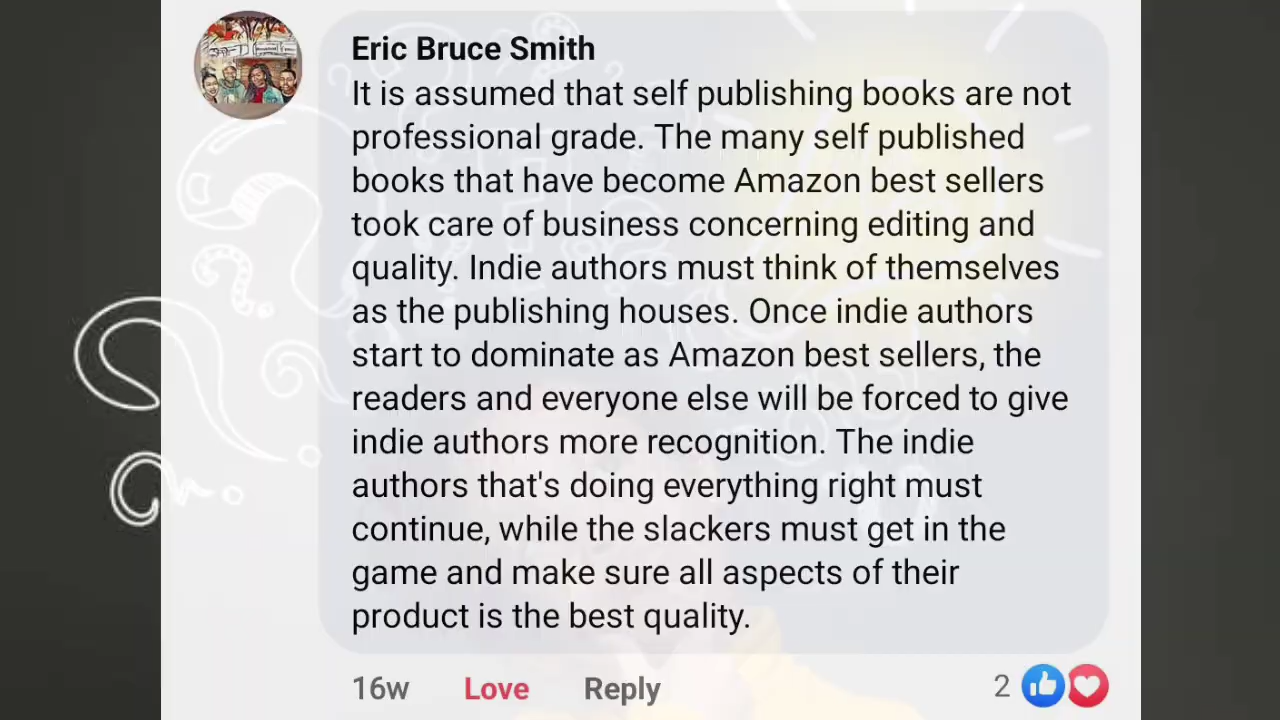 Eric Bruce Smith
It is assumed that self publishing books are not
professional grade. The many self published
books that have become Amazon best sellers
took care of business concerning editing and
quality. Indie authors must think of themselves
as the publishing houses. Once indie authors
start to dominate as Amazon best sellers, the
readers and everyone else will be forced to give
indie authors more recognition. The indie
authors that's doing everything right must
continue, while the slackers must get in the
game and make sure all aspects of their
product is the best quality.
16w Love Reply 2